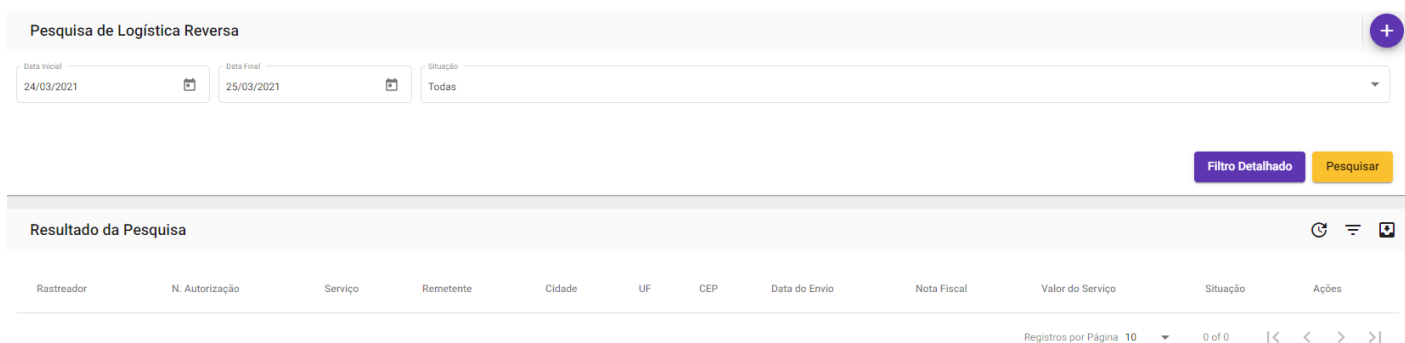 Pesquisa de Logística Reversa
+
Data Inicial Data Final Situação
24/03/2021 25/03/2021 Todas
Filtro Detalhado Pesquisar
Resultado da Pesquisa
Rastreador N. Autorização Serviço Remetente Cidade UF CEP Data do Envio Nota Fiscal Valor do Serviço Situação Ações
Registros por Página 10 0 of 0